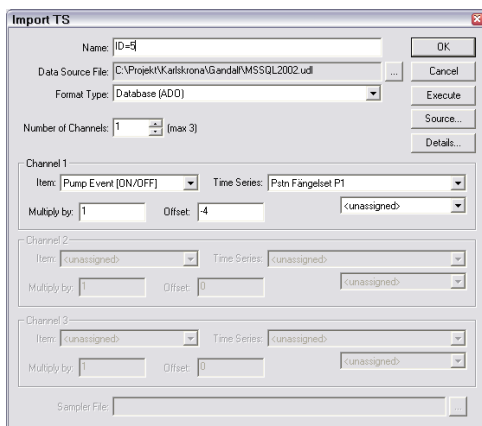 Import TS
Name: ID=5 OK
Data Source File: C:\Projekt\Karlskrona\Gandalf\MSSQL2002.udl ... Cancel
Format Type: Database (ADO) Execute
Number of Channels: 1 (max 3) Source...
Details...
Channel 1
Item: Pump Event [ON/OFF] Time Series: Pstn Fängelset P1
Multiply by: 1 Offset: -4 <unassigned>
Channel 2
Item: <unassigned> Time Series: <unassigned>
Multiply by: 1 Offset: 0 <unassigned>
Channel 3
Item: <unassigned> Time Series: <unassigned>
Multiply by: 1 Offset: 0 <unassigned>
Sampler File: ...